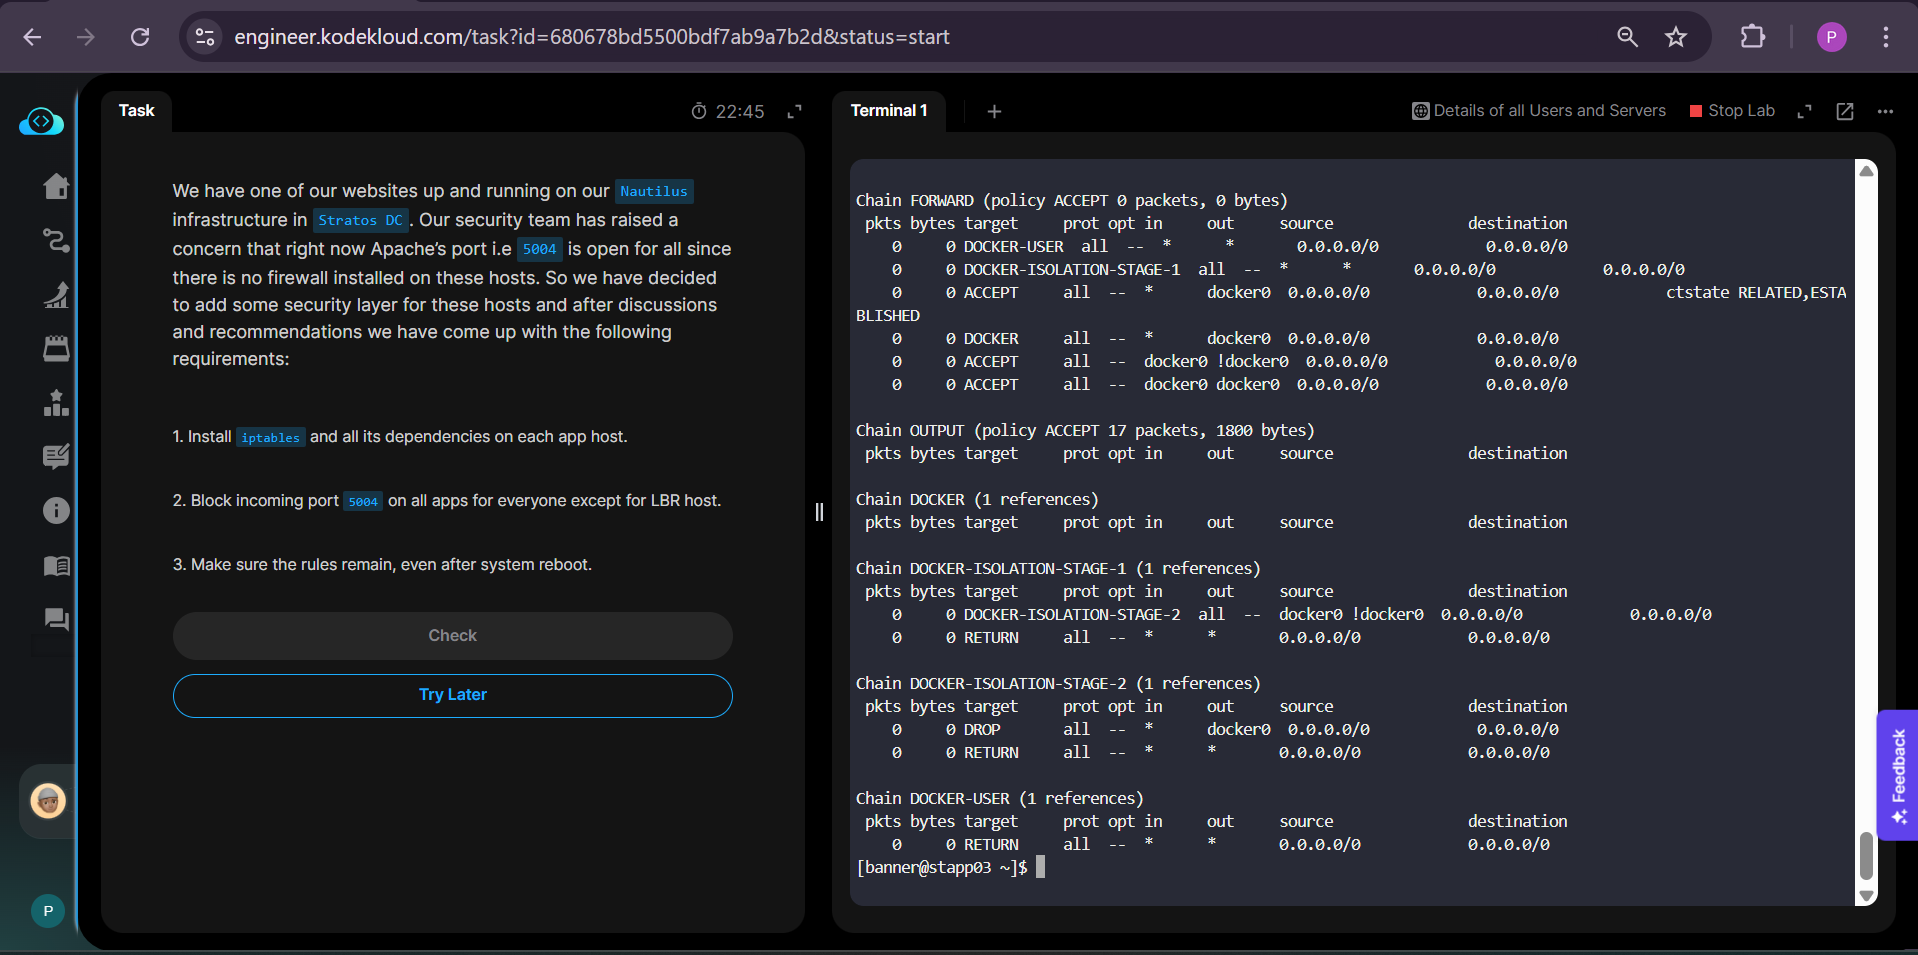 engineer.kodekloud.com/task?id=680678bd5500bdf7ab9a7b2d&status=start
P
Task
22:45
We have one of our websites up and running on our Nautilus
infrastructure in Stratos DC. Our security team has raised a
concern that right now Apache’s port i.e 5004 is open for all since
there is no firewall installed on these hosts. So we have decided
to add some security layer for these hosts and after discussions
and recommendations we have come up with the following
requirements:
1. Install iptables and all its dependencies on each app host.
2. Block incoming port 5004 on all apps for everyone except for LBR host.
3. Make sure the rules remain, even after system reboot.
Check
Try Later
P
Terminal 1
+
Details of all Users and Servers
Stop Lab
Chain FORWARD (policy ACCEPT 0 packets, 0 bytes)
pkts bytes target prot opt in out source destination
0 0 DOCKER-USER all -- * * 0.0.0.0/0 0.0.0.0/0
0 0 DOCKER-ISOLATION-STAGE-1 all -- * * 0.0.0.0/0 0.0.0.0/0
0 0 ACCEPT all -- * docker0 0.0.0.0/0 0.0.0.0/0 ctstate RELATED,ESTA
BLISHED
0 0 DOCKER all -- * docker0 0.0.0.0/0 0.0.0.0/0
0 0 ACCEPT all -- docker0 !docker0 0.0.0.0/0 0.0.0.0/0
0 0 ACCEPT all -- docker0 docker0 0.0.0.0/0 0.0.0.0/0
Chain OUTPUT (policy ACCEPT 17 packets, 1800 bytes)
pkts bytes target prot opt in out source destination
Chain DOCKER (1 references)
pkts bytes target prot opt in out source destination
Chain DOCKER-ISOLATION-STAGE-1 (1 references)
pkts bytes target prot opt in out source destination
0 0 DOCKER-ISOLATION-STAGE-2 all -- docker0 !docker0 0.0.0.0/0 0.0.0.0/0
0 0 RETURN all -- * * 0.0.0.0/0 0.0.0.0/0
Chain DOCKER-ISOLATION-STAGE-2 (1 references)
pkts bytes target prot opt in out source destination
0 0 DROP all -- * docker0 0.0.0.0/0 0.0.0.0/0
0 0 RETURN all -- * * 0.0.0.0/0 0.0.0.0/0
Chain DOCKER-USER (1 references)
pkts bytes target prot opt in out source destination
0 0 RETURN all -- * * 0.0.0.0/0 0.0.0.0/0
[banner@stapp03 ~]$
Feedback